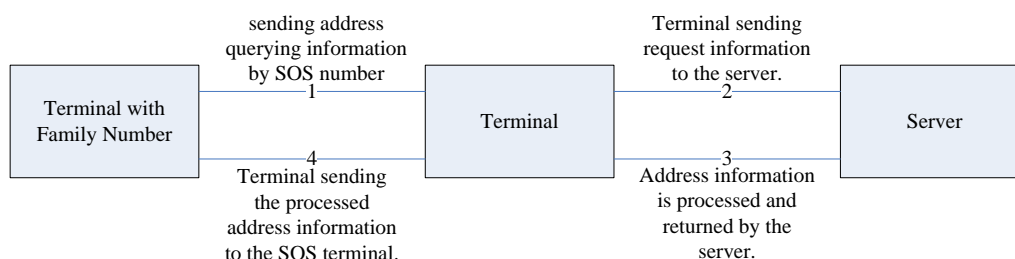 sending address
querying information
by SOS number
Terminal sending
request information
to the server.
1
2
Terminal with
Family Number
Terminal
Server
4
3
Terminal sending
the processed
address information
to the SOS terminal.
Address information
is processed and
returned by the
server.